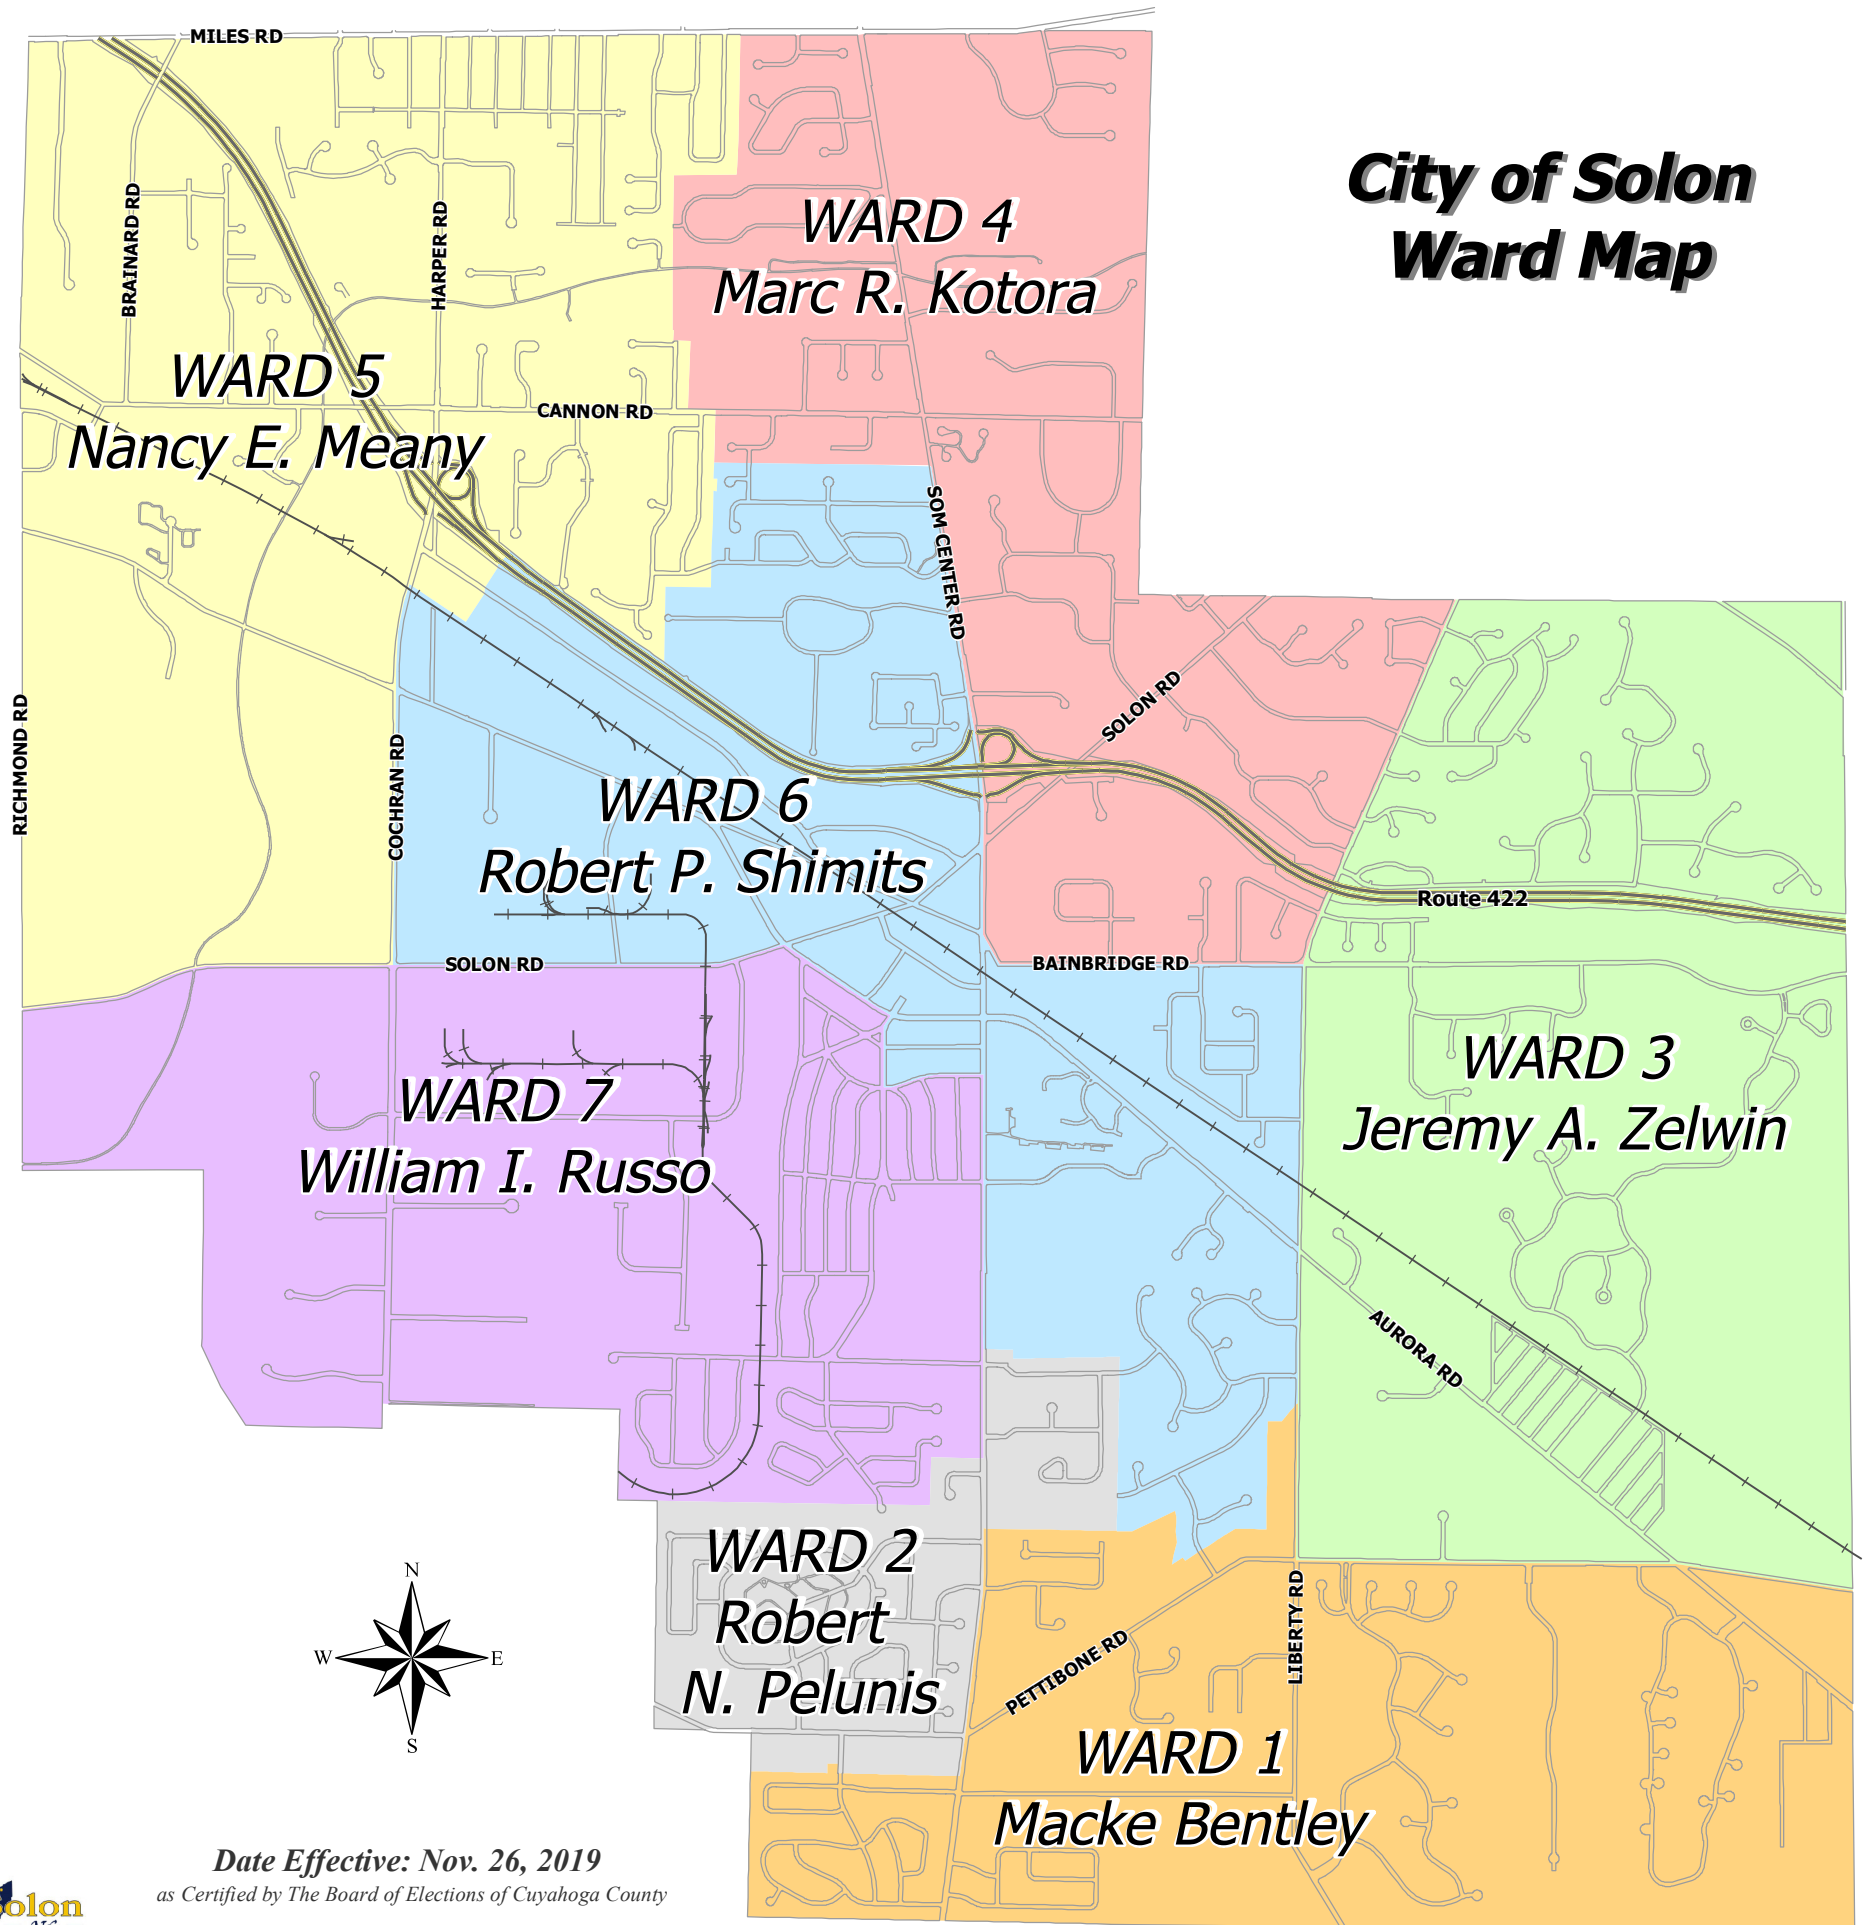 MILES RD
City of Solon
Ward Map
BRAINARD RD
HARPER RD
WARD 4
Marc R. Kotora
WARD 5
Nancy E. Meany
CANNON RD
SOM CENTER RD
SOLON RD
RICHMOND RD
COCHRAN RD
WARD 6
Robert P. Shimits
Route 422
SOLON RD
BAINBRIDGE RD
WARD 3
Jeremy A. Zelwin
WARD 7
William I. Russo
AURORA RD
WARD 2
Robert
N. Pelunis
N
W
E
S
PETTIBONE RD
LIBERTY RD
WARD 1
Macke Bentley
Date Effective: Nov. 26, 2019
as Certified by The Board of Elections of Cuyahoga County
olon